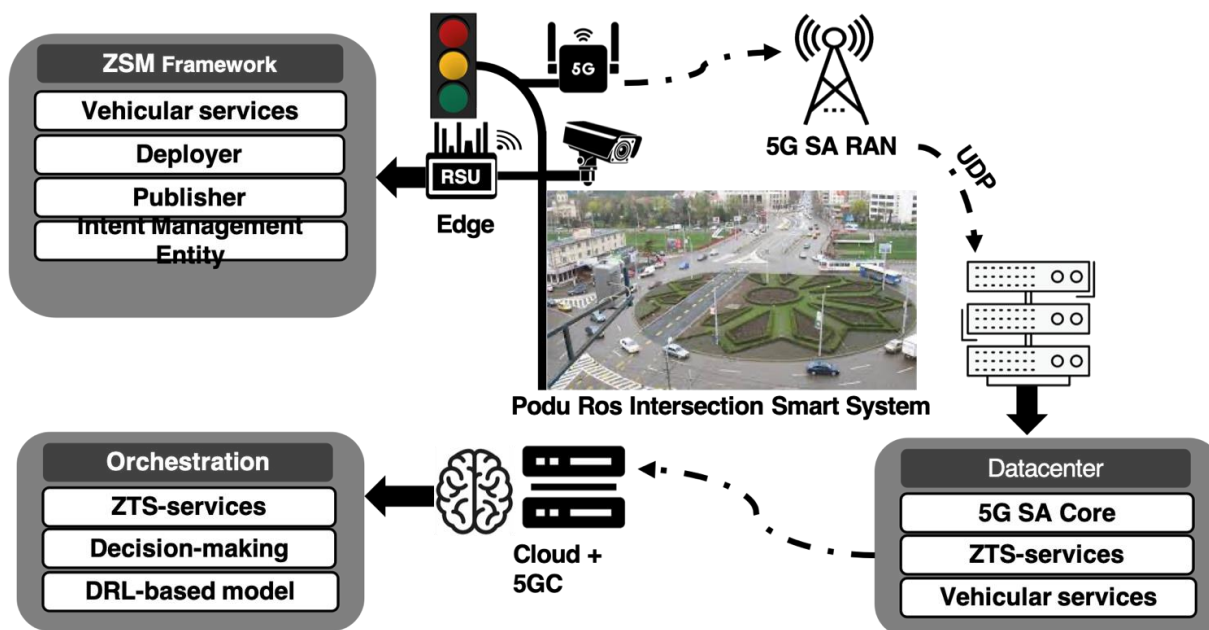 ZSM Framework
Vehicular services
Deployer
Publisher
Intent Management
Entity
5G
RSU
Edge
5G SA RAN
UDP
Podu Ros Intersection Smart System
Orchestration
ZTS-services
Decision-making
DRL-based model
Cloud +
5GC
Datacenter
5G SA Core
ZTS-services
Vehicular services